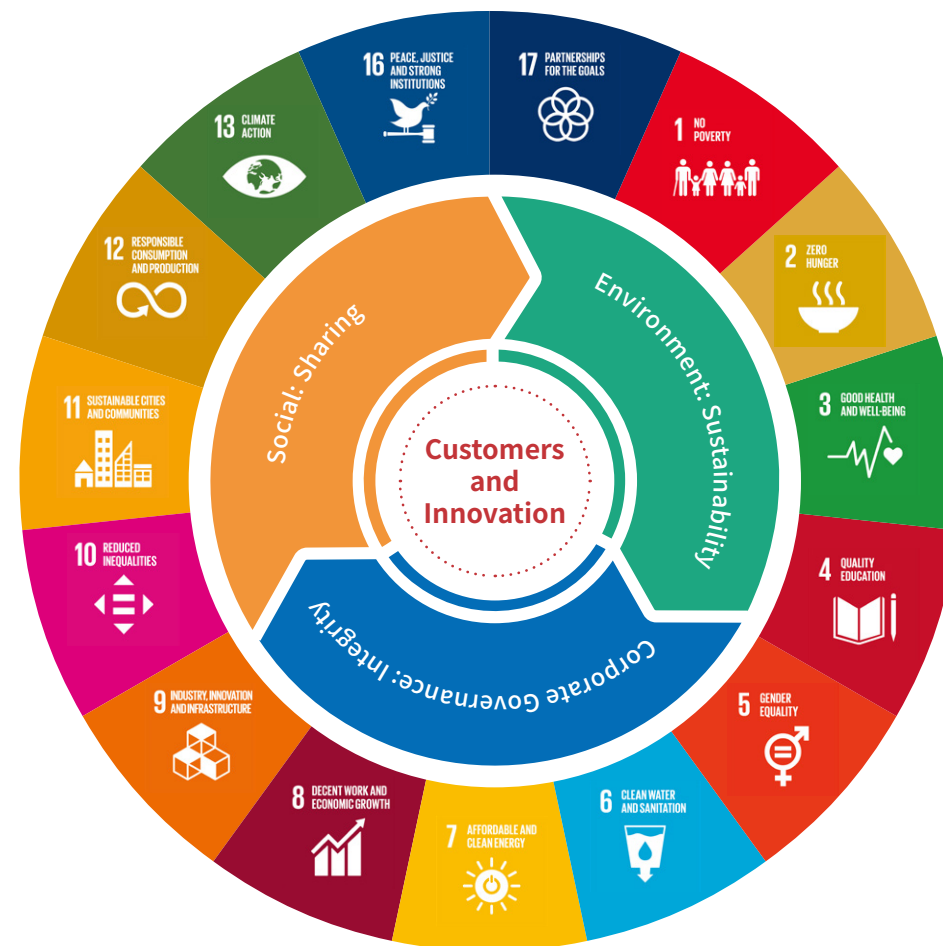 16 PEACE, JUSTICE
AND STRONG
INSTITUTIONS
17 PARTNERSHIPS
FOR THE GOALS
1 NO
POVERTY
2 ZERO
HUNGER
3 GOOD HEALTH
AND WELL-BEING
4 QUALITY
EDUCATION
5 GENDER
EQUALITY
6 CLEAN WATER
AND SANITATION
7 AFFORDABLE AND
CLEAN ENERGY
8 DECENT WORK AND
ECONOMIC GROWTH
9 INDUSTRY, INNOVATION
AND INFRASTRUCTURE
10 REDUCED
INEQUALITIES
11 SUSTAINABLE CITIES
AND COMMUNITIES
12 RESPONSIBLE
CONSUMPTION
AND PRODUCTION
13 CLIMATE
ACTION
Social: Sharing
Environment: Sustainability
Corporate Governance: Integrity
Customers
and
Innovation